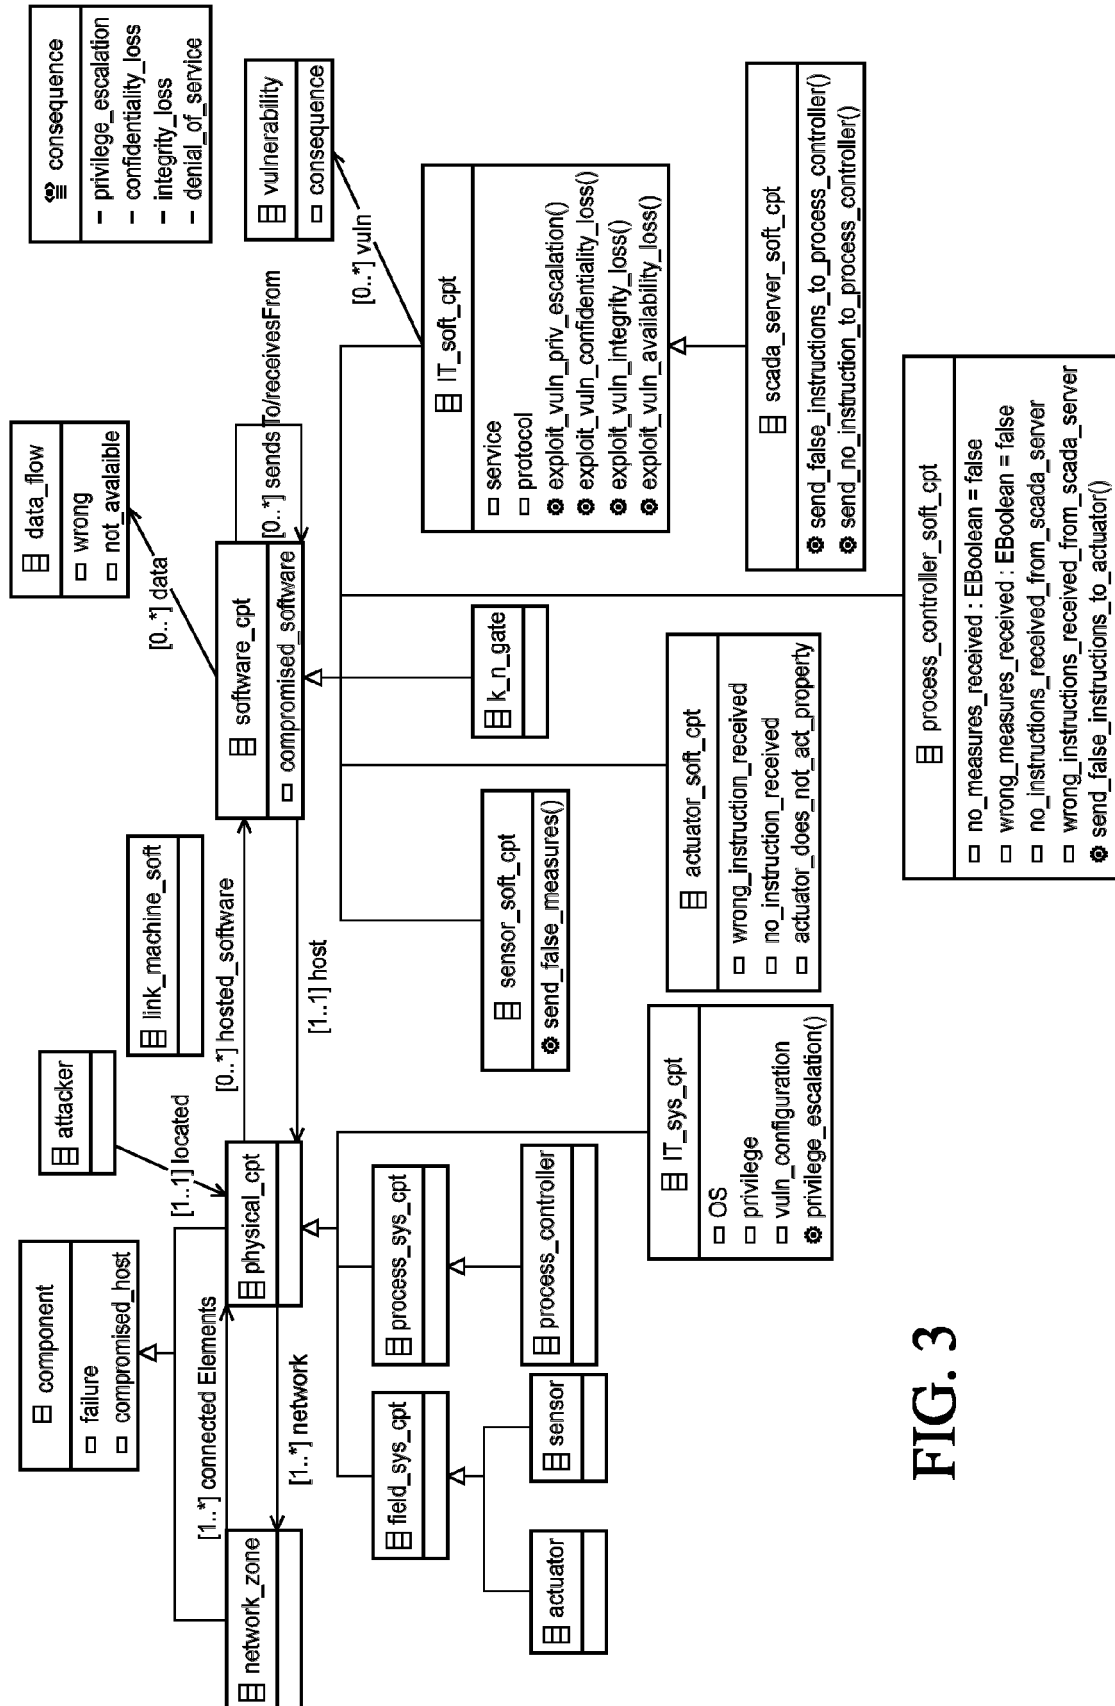 component
failure
compromised_host
network_zone
[1..*] connected Elements
[1..*] network
attacker
[1..1] located
physical_cpt
link_machine_soft
[0..*] hosted_software
[1..1] host
data_flow
wrong
not_avalaible
[0..*] data
software_cpt
compromised_software
[0..*] sends To/receivesFrom
consequence
privilege_escalation
confidentiality_loss
integrity_loss
denial_of_service
vulnerability
consequence
[0..*] vuln
field_sys_cpt
actuator
sensor
process_sys_cpt
process_controller
IT_sys_cpt
OS
privilege
vuln_configuration
privilege_escalation()
sensor_soft_cpt
send_false_measures()
k_n_gate
actuator_soft_cpt
wrong_instruction_received
no_instruction_received
actuator_does_not_act_property
IT_soft_cpt
service
protocol
exploit_vuln_priv_escalation()
exploit_vuln_confidentiality_loss()
exploit_vuln_integrity_loss()
exploit_vuln_availability_loss()
scada_server_soft_cpt
send_false_instructions_to_process_controller()
send_no_instruction_to_process_controller()
process_controller_soft_cpt
no_measures_received : EBoolean = false
wrong_measures_received : EBoolean = false
no_instructions_received_from_scada_server
wrong_instructions_received_from_scada_server
send_false_instructions_to_actuator()
FIG. 3